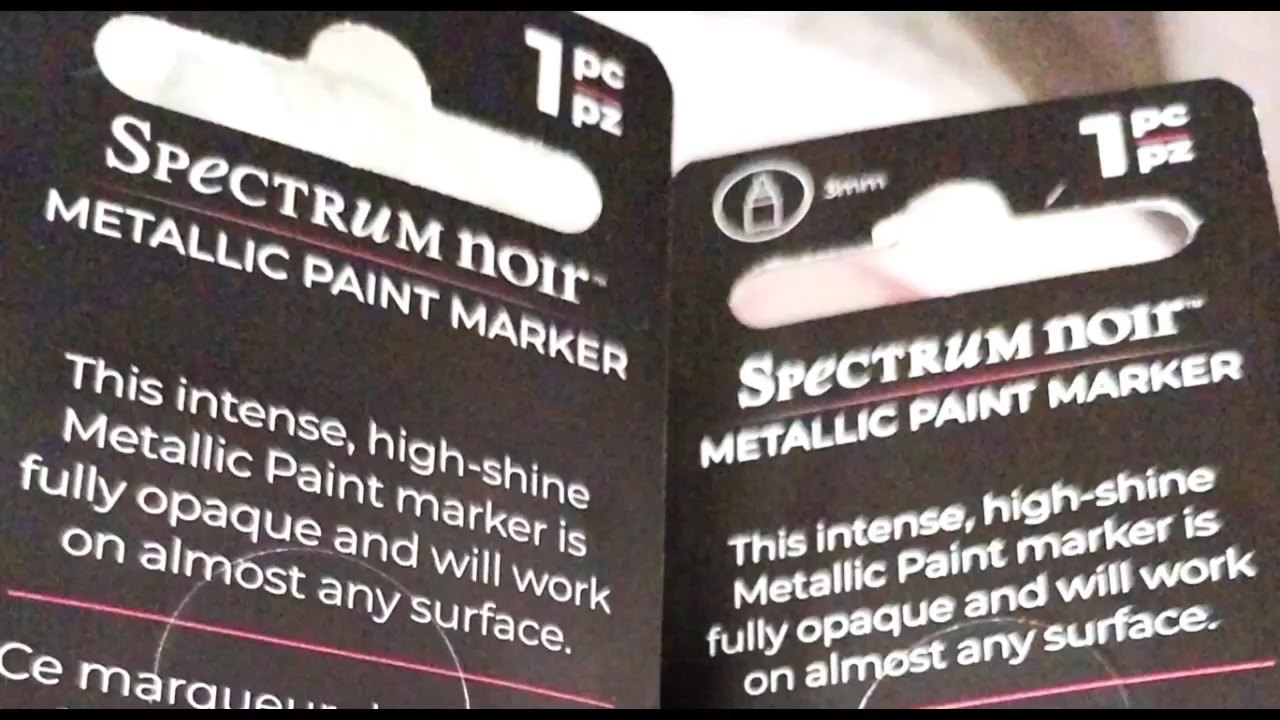 1 pc
pz
Spectrum noir™
METALLIC PAINT MARKER
This intense, high-shine
Metallic Paint marker is
fully opaque and will work
on almost any surface.
Ce marqueur
3mm
1 pc
pz
Spectrum noir™
METALLIC PAINT MARKER
This intense, high-shine
Metallic Paint marker is
fully opaque and will work
on almost any surface.